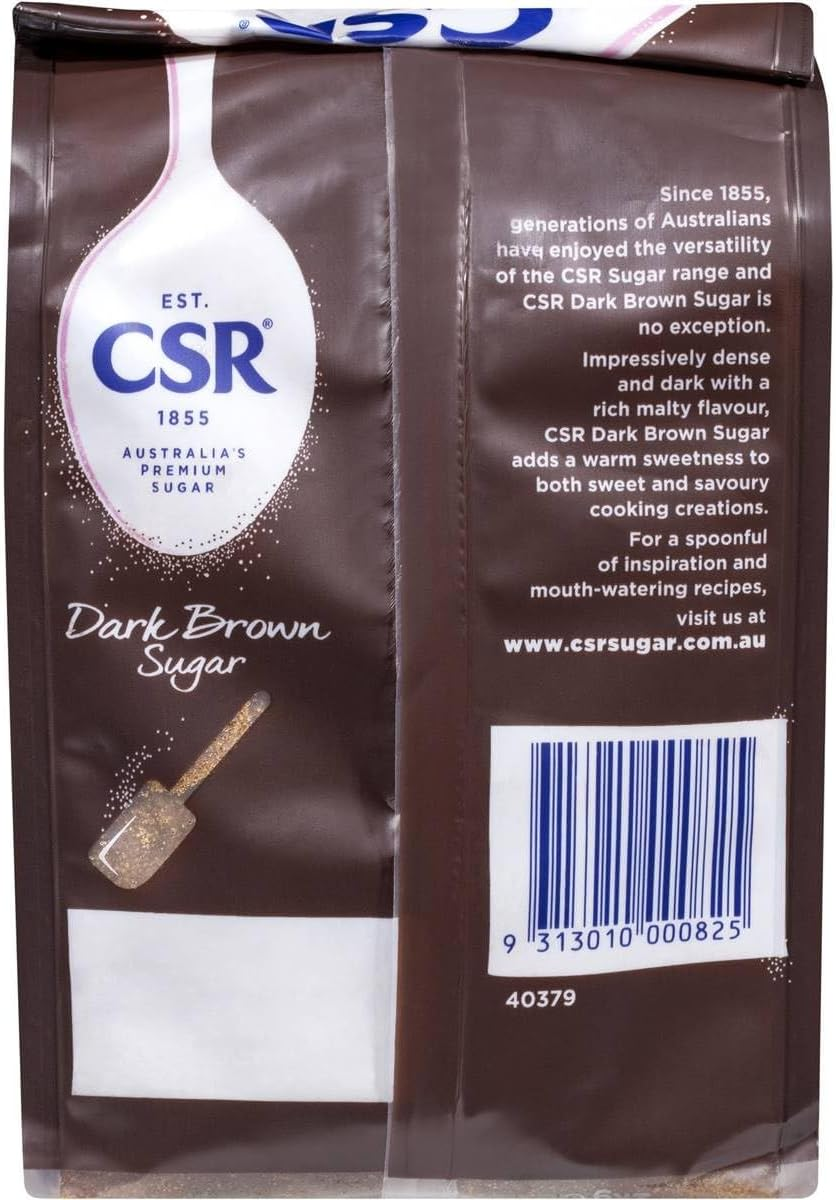 CSR
EST.
CSR®
1855
AUSTRALIA'S
PREMIUM
SUGAR
Dark Brown
Sugar
Since 1855,
generations of Australians
have enjoyed the versatility
of the CSR Sugar range and
CSR Dark Brown Sugar is
no exception.
Impressively dense
and dark with a
rich malty flavour,
CSR Dark Brown Sugar
adds a warm sweetness to
both sweet and savoury
cooking creations.
For a spoonful
of inspiration and
mouth-watering recipes,
visit us at
www.csrsugar.com.au
9 313010 000825
40379